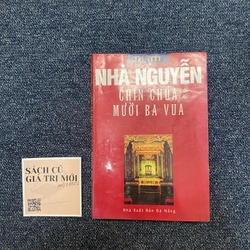 NHÀ NGUYỄN
CHÍN CHÚA
MƯỜI BA VUA
Nhà Xuất Bản Đà Nẵng
SÁCH CŨ
GIÁ TRỊ MỚI